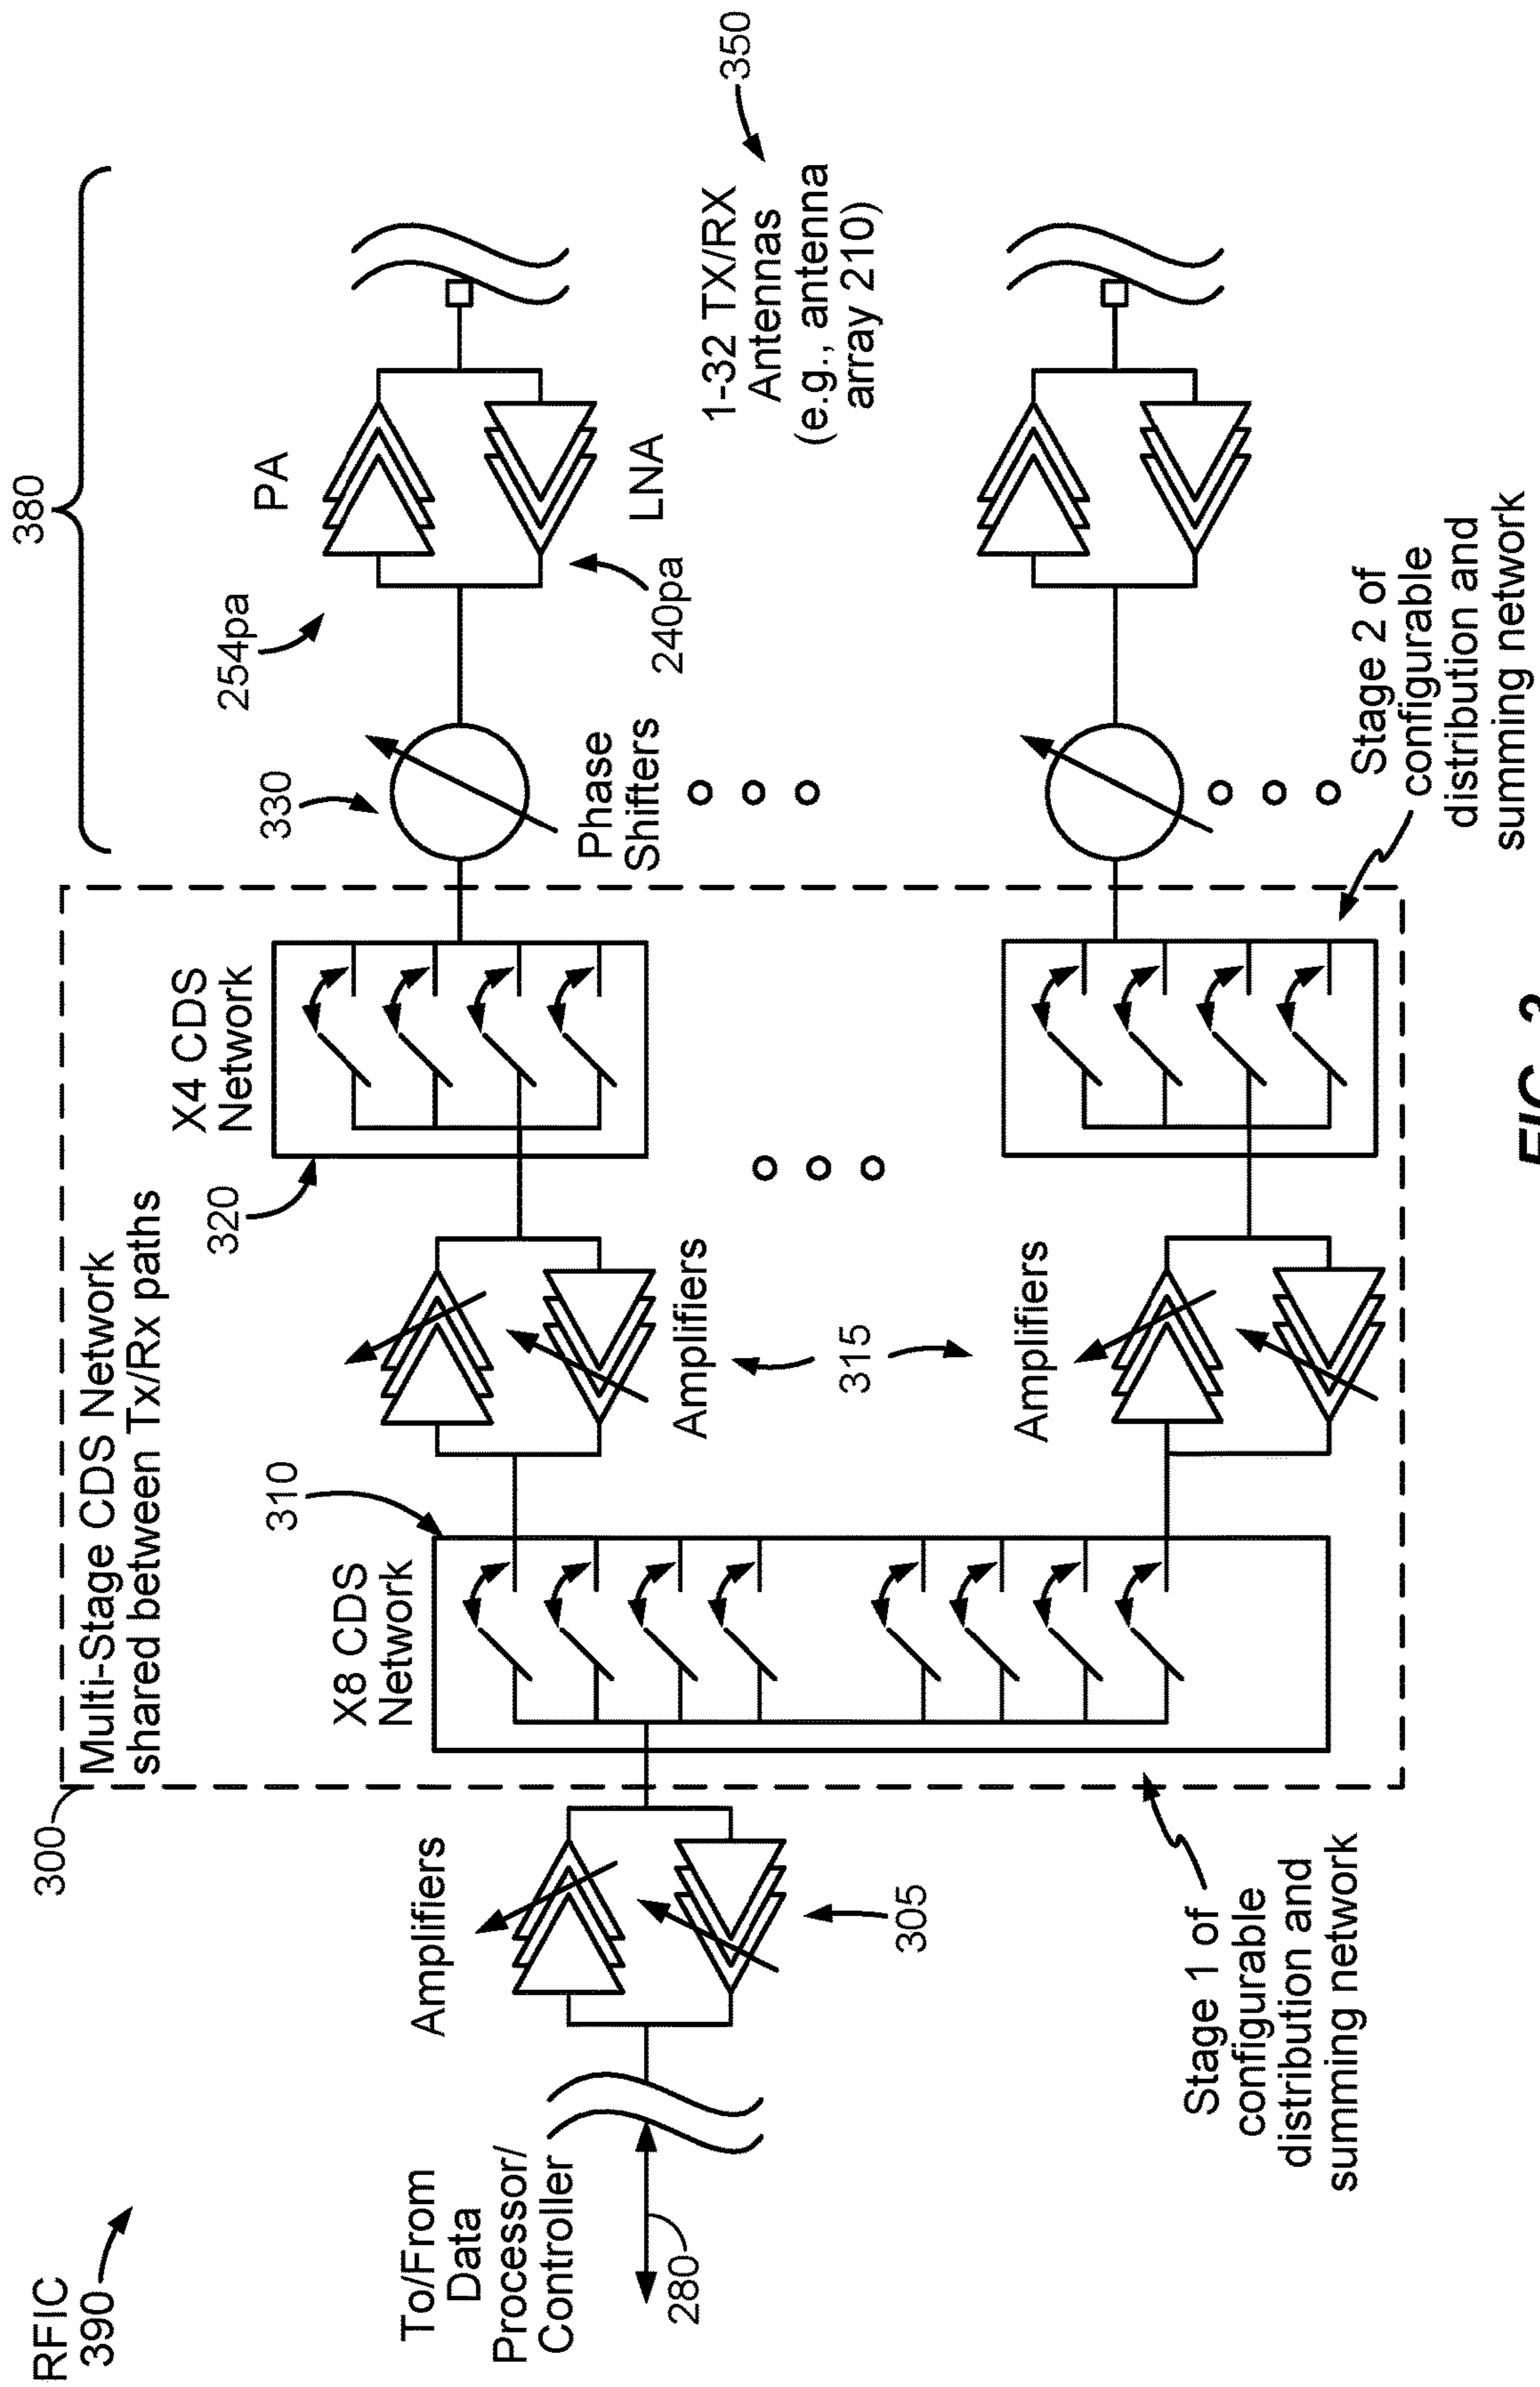 RFIC
390
300
Multi-Stage CDS Network
shared between Tx/Rx paths
380
To/From
Data
Processor/
Controller
280
Amplifiers
305
X8 CDS
Network
310
Amplifiers
315
Amplifiers
320
X4 CDS
Network
330
Phase
Shifters
254pa
PA
240pa
LNA
1-32 TX/RX
Antennas
(e.g., antenna
array 210)
350
Stage 1 of
configurable
distribution and
summing network
Stage 2 of
configurable
distribution and
summing network